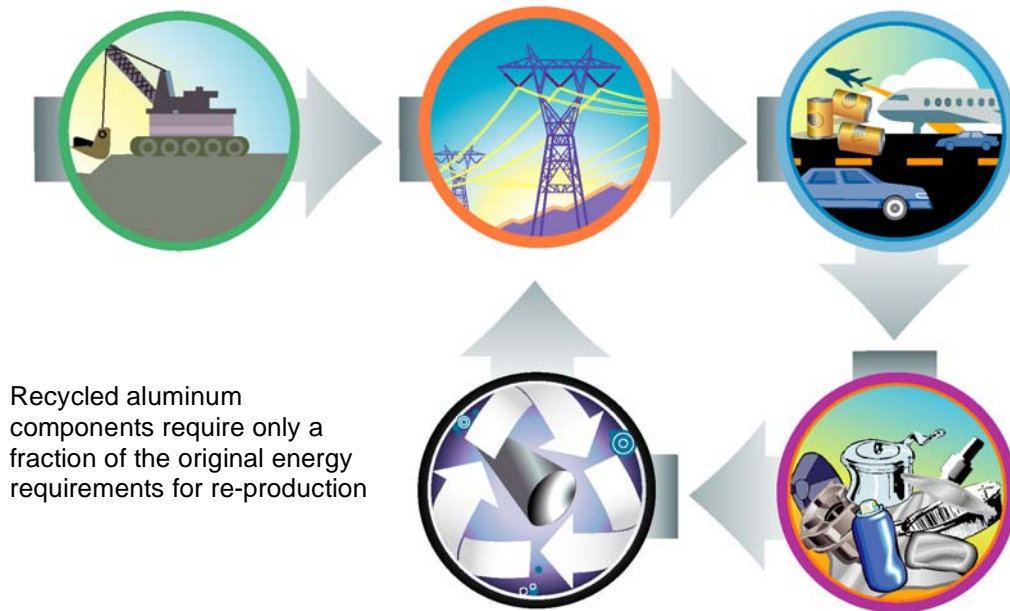 Recycled aluminum
components require only a
fraction of the original energy
requirements for re-production